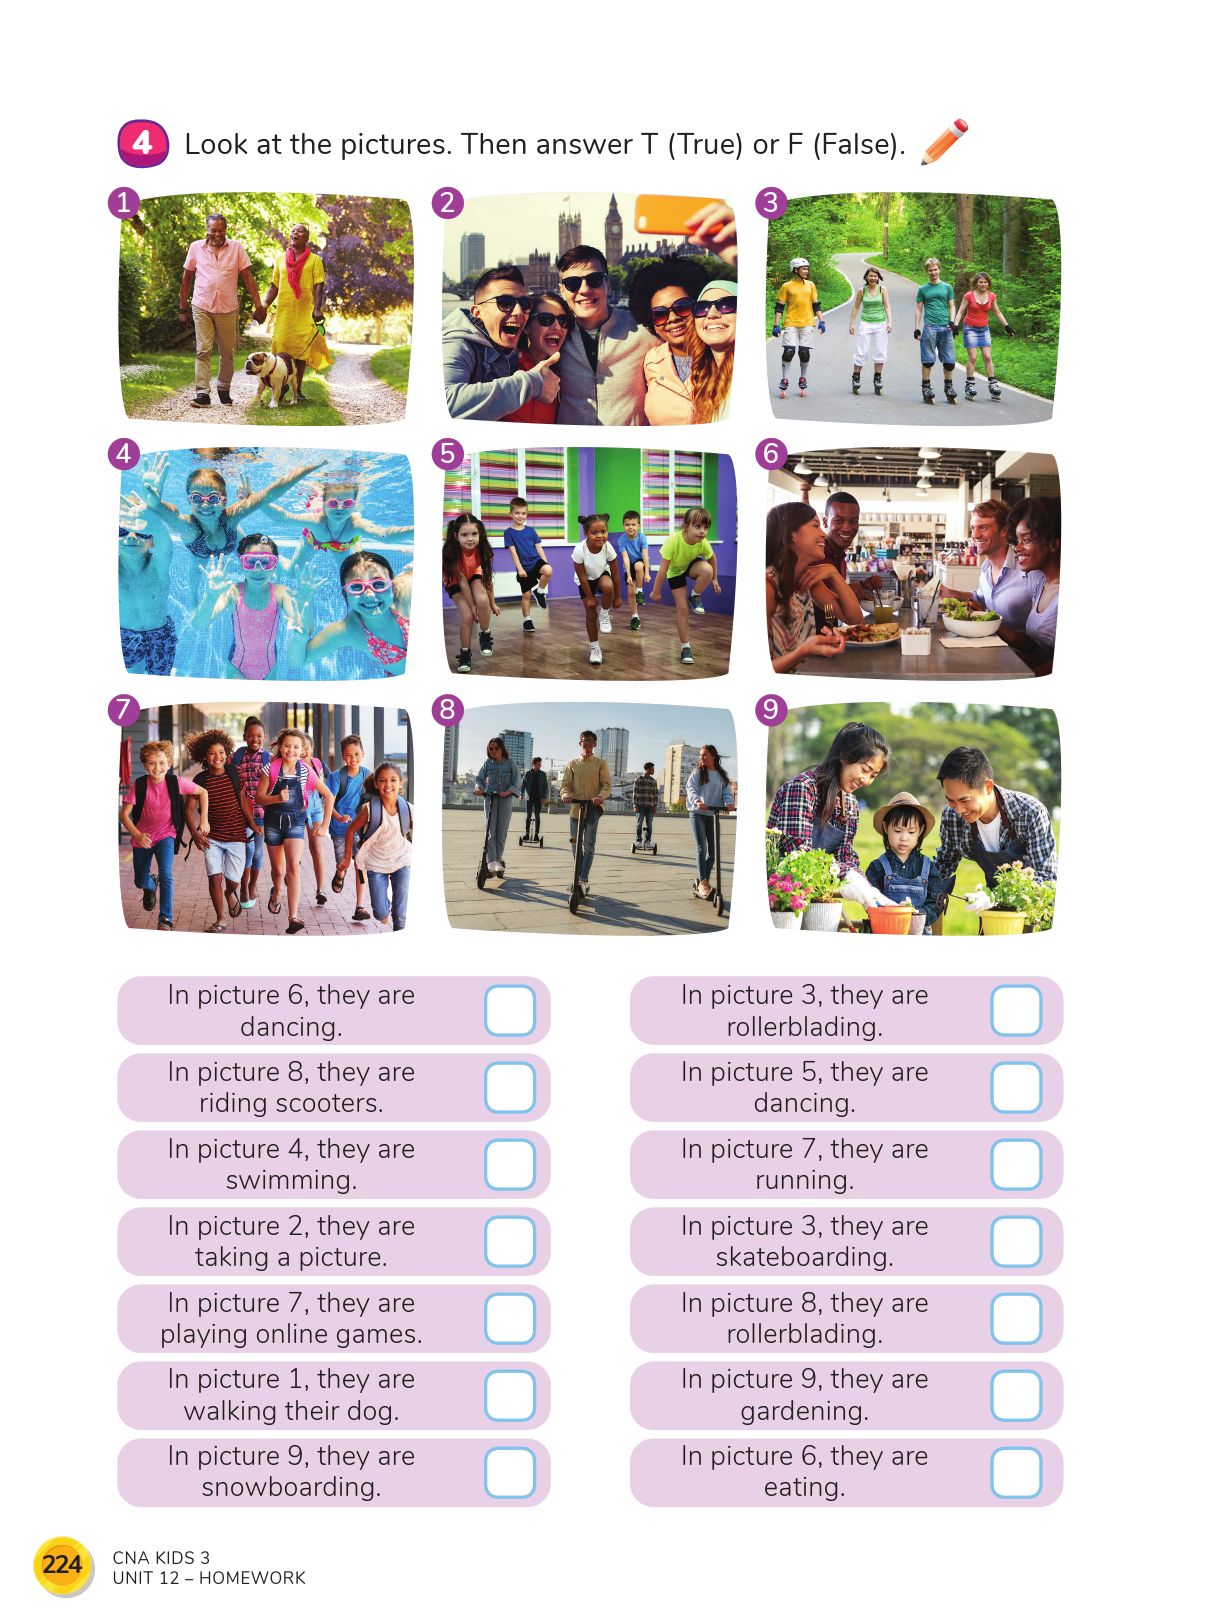 4 Look at the pictures. Then answer T (True) or F (False).
1
2
3
4
5
6
7
8
9
In picture 6, they are
dancing.
In picture 8, they are
riding scooters.
In picture 4, they are
swimming.
In picture 2, they are
taking a picture.
In picture 7, they are
playing online games.
In picture 1, they are
walking their dog.
In picture 9, they are
snowboarding.
In picture 3, they are
rollerblading.
In picture 5, they are
dancing.
In picture 7, they are
running.
In picture 3, they are
skateboarding.
In picture 8, they are
rollerblading.
In picture 9, they are
gardening.
In picture 6, they are
eating.
224
CNA KIDS 3
UNIT 12 – HOMEWORK